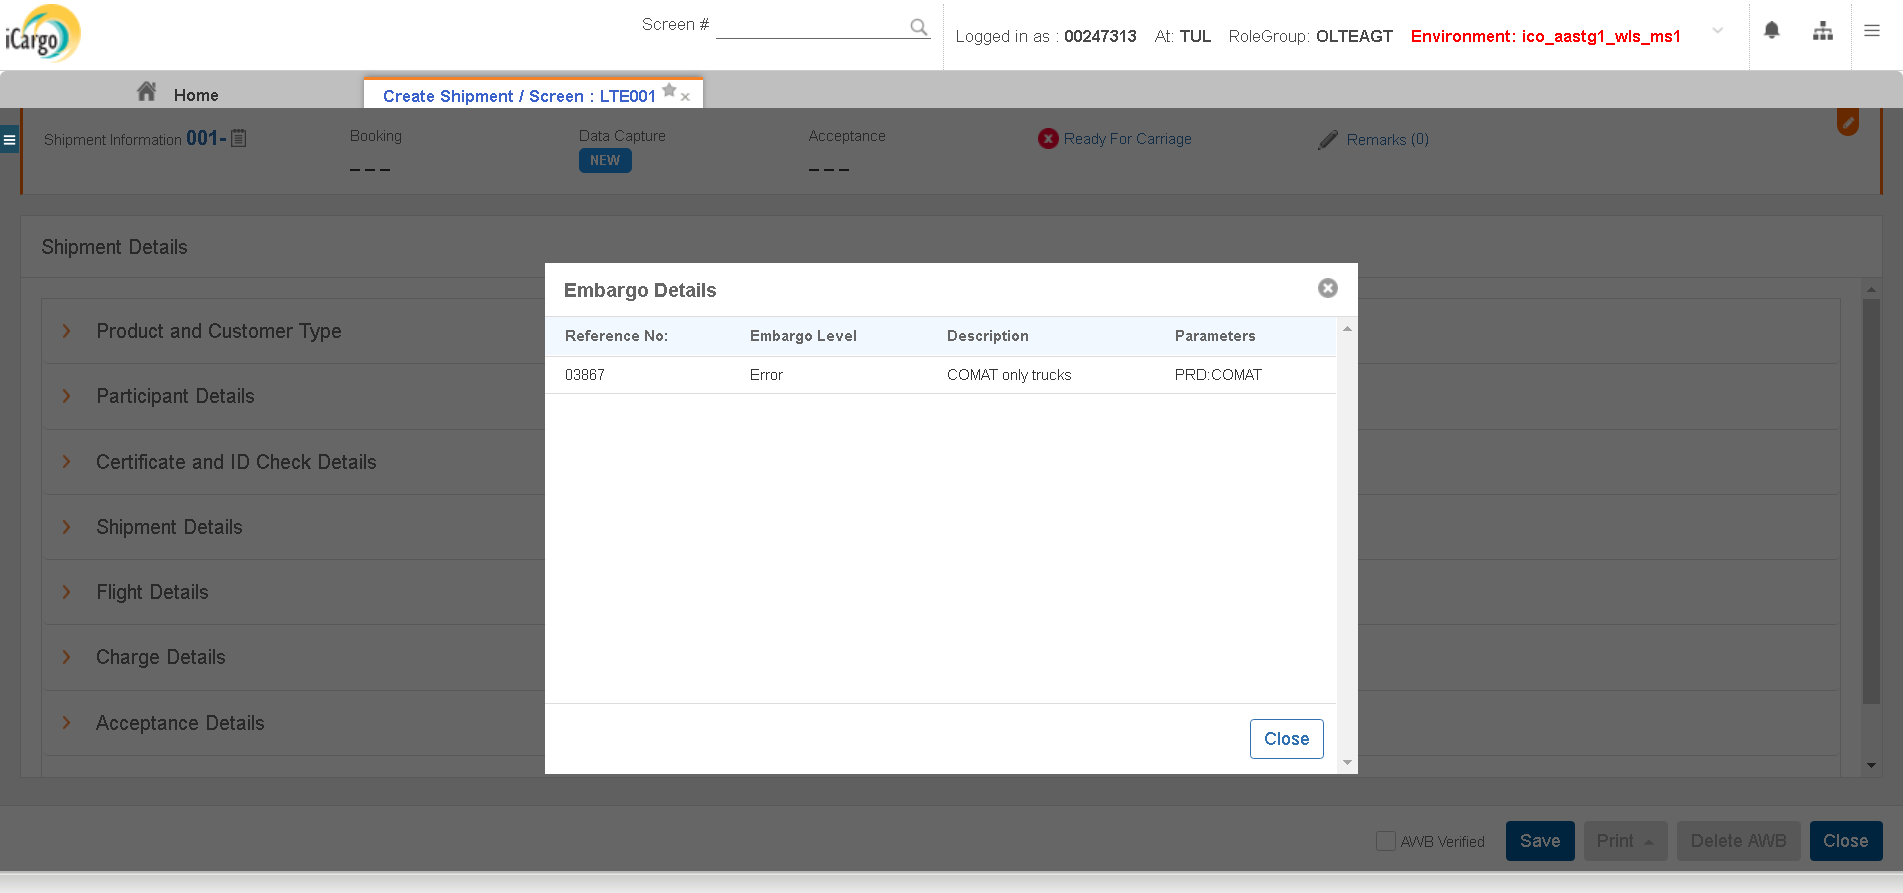 iCargo
Screen #
Logged in as : 00247313 At: TUL RoleGroup: OLTEAGT Environment: ico_aastg1_wls_ms1
Home
Create Shipment / Screen : LTE001
Shipment Information 001-
Booking
Data Capture
Acceptance
Ready For Carriage
Remarks (0)
NEW
Shipment Details
Embargo Details
Reference No: Embargo Level Description Parameters
03867 Error COMAT only trucks PRD:COMAT
Product and Customer Type
Participant Details
Certificate and ID Check Details
Shipment Details
Flight Details
Charge Details
Acceptance Details
Close
AWB Verified
Save
Print
Delete AWB
Close